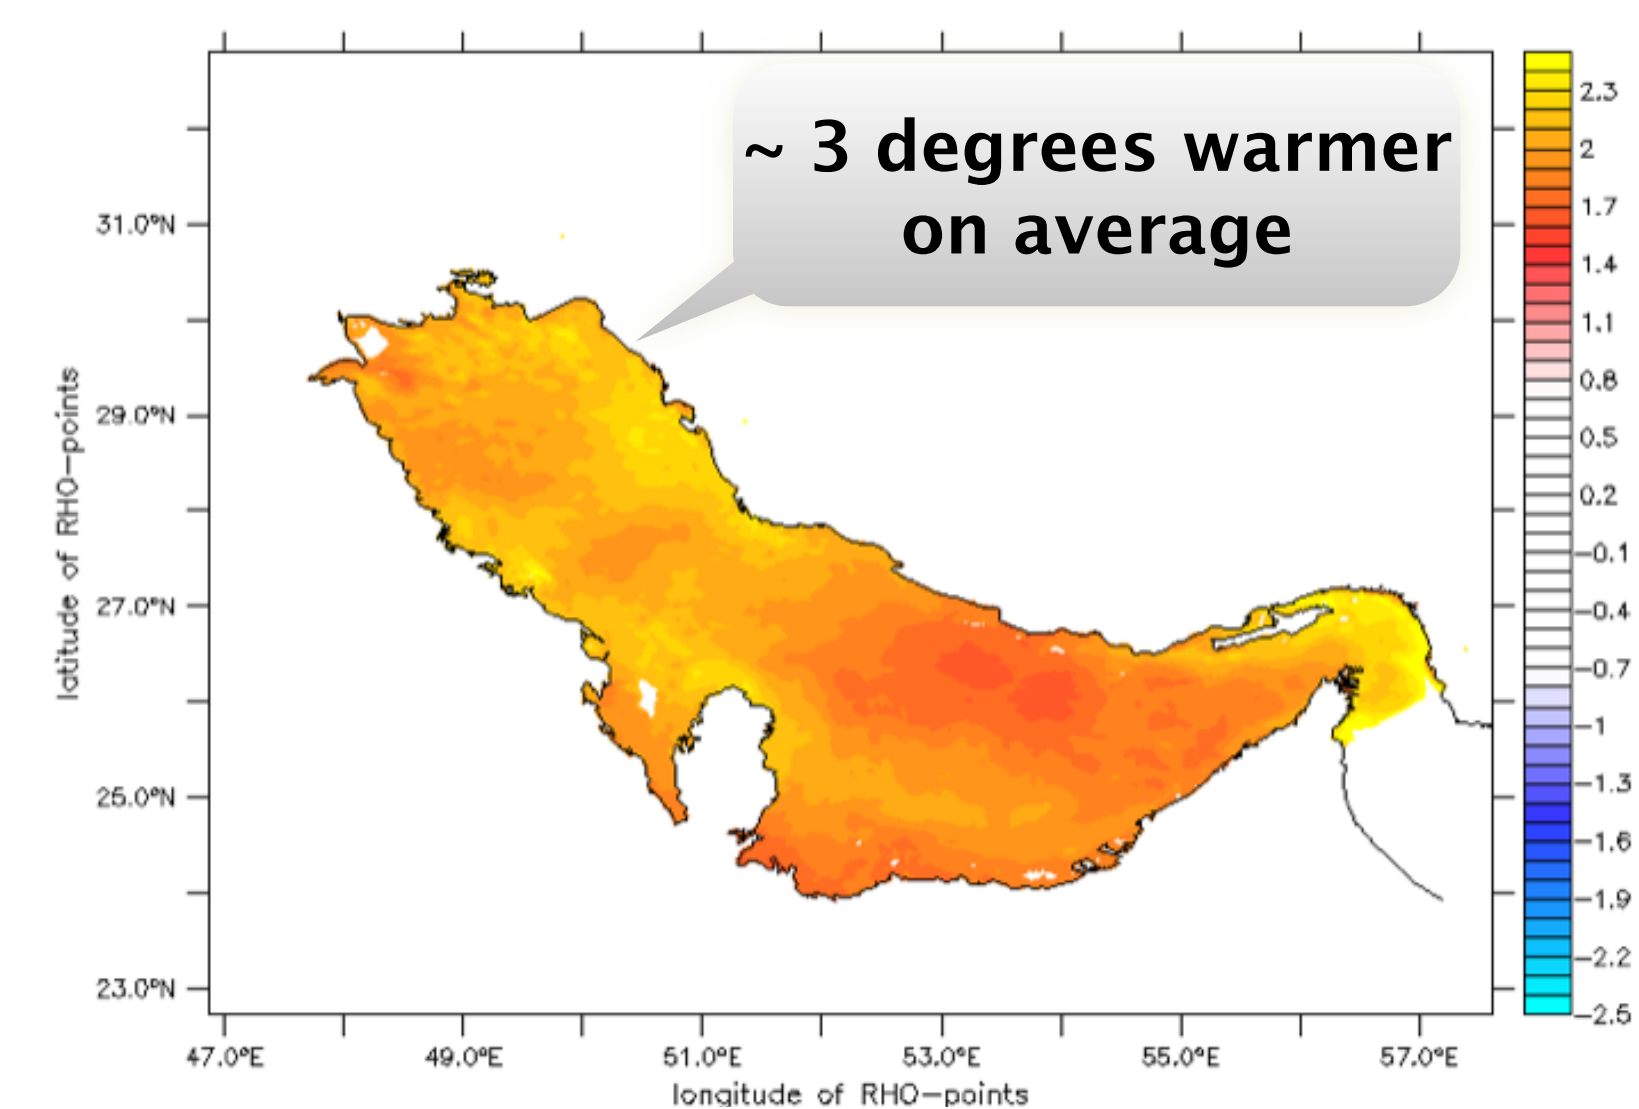 ~ 3 degrees warmer
on average
31.0°N
29.0°N
27.0°N
25.0°N
23.0°N
latitude of RHO-points
47.0°E
49.0°E
51.0°E
53.0°E
55.0°E
57.0°E
longitude of RHO-points
2.3
2
1.7
1.4
1.1
0.8
0.5
0.2
-0.1
-0.4
-0.7
-1
-1.3
-1.6
-1.9
-2.2
-2.5